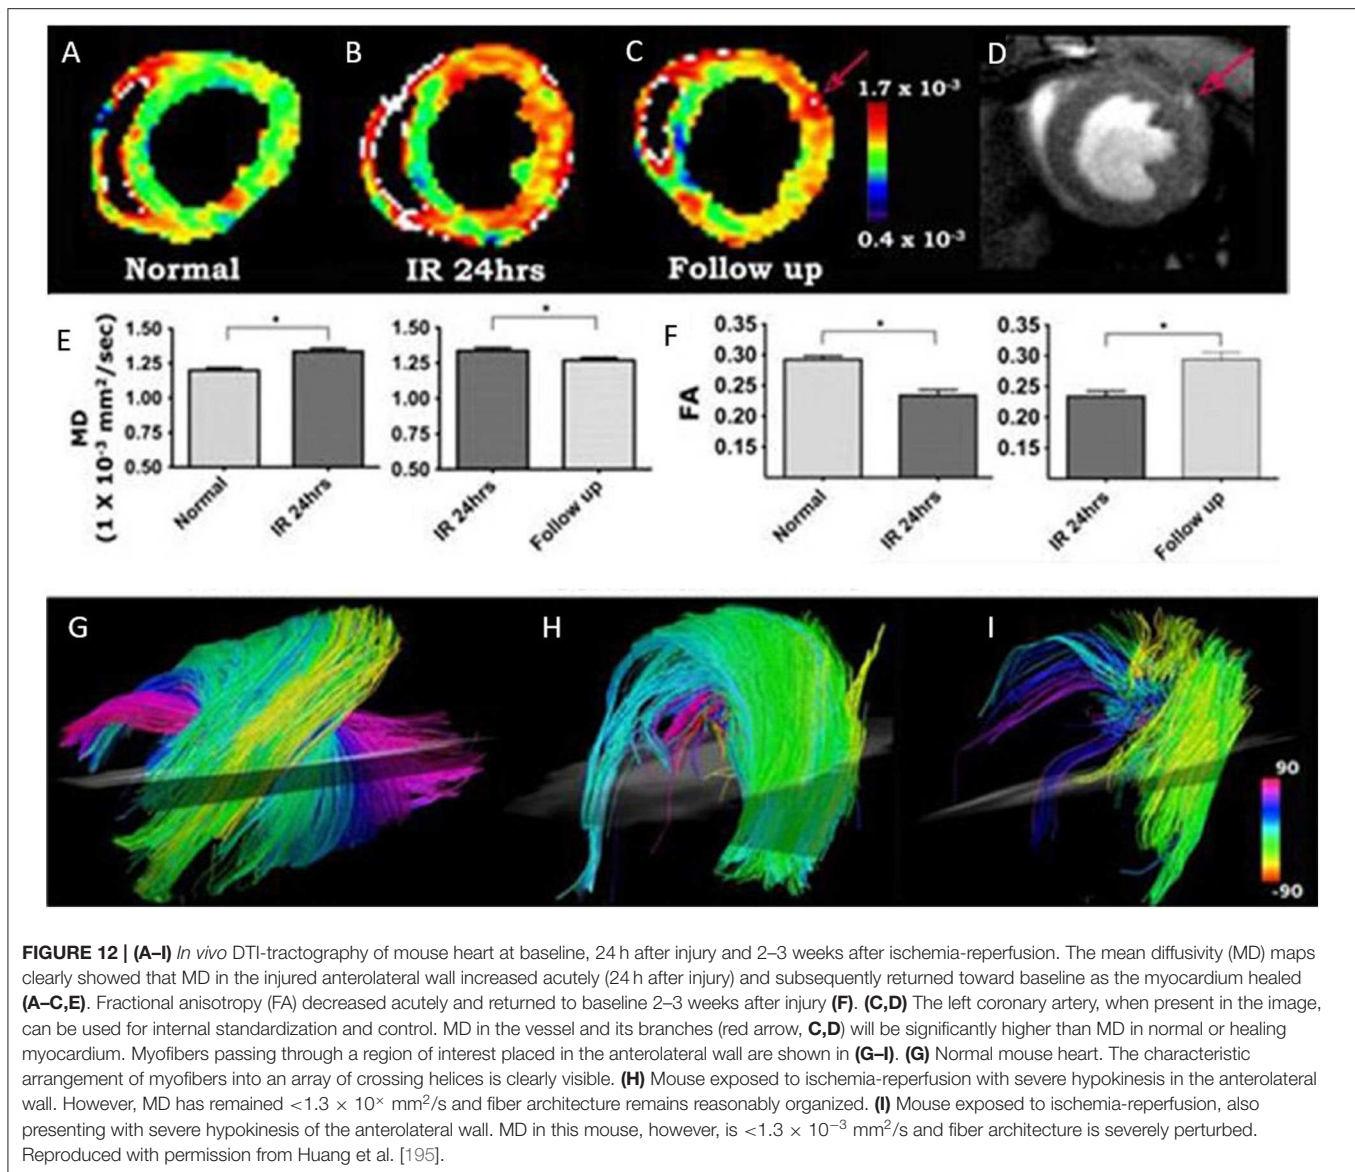 A
B
C
D
1.7 x 10⁻³
0.4 x 10⁻³
Normal
IR 24hrs
Follow up
E
MD
(1 X 10⁻³ mm²/sec)
1.50
1.25
1.00
0.75
0.50
*
Normal
IR 24hrs
1.50
1.25
1.00
0.75
0.50
*
IR 24hrs
Follow up
F
FA
0.35
0.30
0.25
0.20
0.15
*
Normal
IR 24hrs
0.35
0.30
0.25
0.20
0.15
*
IR 24hrs
Follow up
G
H
I
90
-90
FIGURE 12 | (A–I) In vivo DTI-tractography of mouse heart at baseline, 24 h after injury and 2–3 weeks after ischemia-reperfusion. The mean diffusivity (MD) maps
clearly showed that MD in the injured anterolateral wall increased acutely (24 h after injury) and subsequently returned toward baseline as the myocardium healed
(A–C,E). Fractional anisotropy (FA) decreased acutely and returned to baseline 2–3 weeks after injury (F). (C,D) The left coronary artery, when present in the image,
can be used for internal standardization and control. MD in the vessel and its branches (red arrow, C,D) will be significantly higher than MD in normal or healing
myocardium. Myofibers passing through a region of interest placed in the anterolateral wall are shown in (G–I). (G) Normal mouse heart. The characteristic
arrangement of myofibers into an array of crossing helices is clearly visible. (H) Mouse exposed to ischemia-reperfusion with severe hypokinesis in the anterolateral
wall. However, MD has remained <1.3 × 10ˣ mm²/s and fiber architecture remains reasonably organized. (I) Mouse exposed to ischemia-reperfusion, also
presenting with severe hypokinesis of the anterolateral wall. MD in this mouse, however, is <1.3 × 10⁻³ mm²/s and fiber architecture is severely perturbed.
Reproduced with permission from Huang et al. [195].